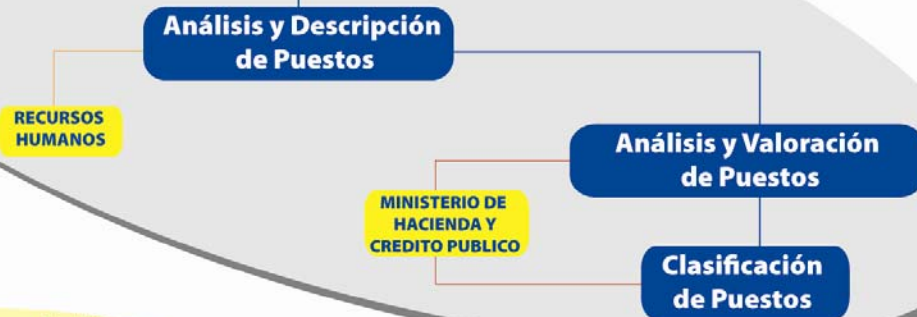 Análisis y Descripción
de Puestos
RECURSOS
HUMANOS
Análisis y Valoración
de Puestos
MINISTERIO DE
HACIENDA Y
CREDITO PUBLICO
Clasificación
de Puestos